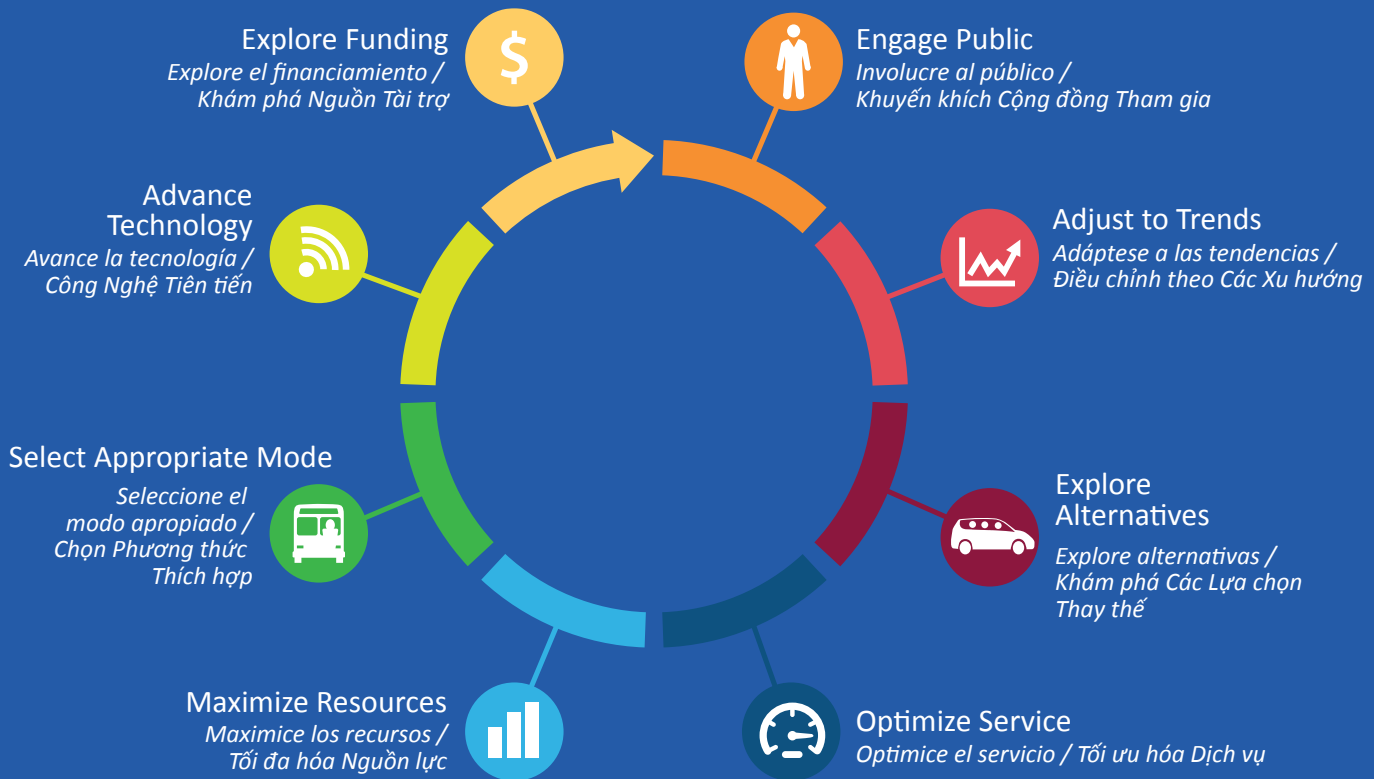 Explore Funding
Explore el financiamiento /
Khám phá Nguồn Tài trợ
$
Engage Public
Involucre al público /
Khuyến khích Cộng đồng Tham gia
Advance
Technology
Avance la tecnología /
Công Nghệ Tiên tiến
Adjust to Trends
Adáptese a las tendencias /
Điều chỉnh theo Các Xu hướng
Select Appropriate Mode
Seleccione el
modo apropiado /
Chọn Phương thức
Thích hợp
Explore
Alternatives
Explore alternativas /
Khám phá Các Lựa chọn
Thay thế
Maximize Resources
Maximice los recursos /
Tối đa hóa Nguồn lực
Optimize Service
Optimice el servicio / Tối ưu hóa Dịch vụ